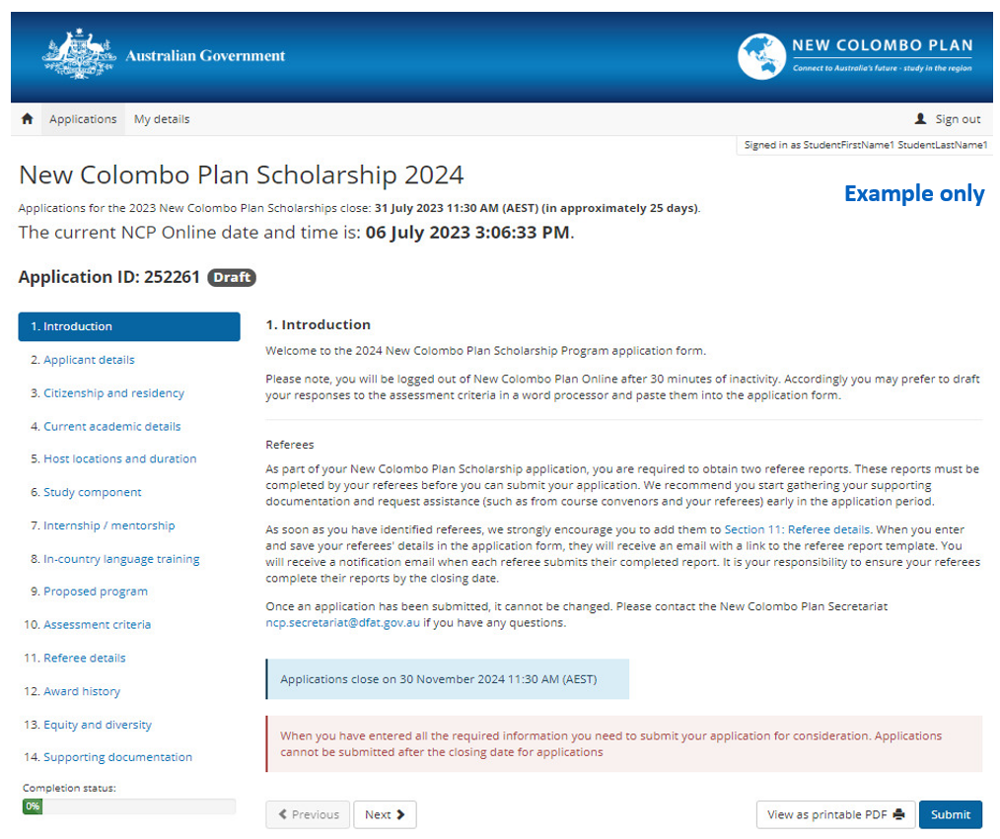 Australian Government
NEW COLOMBO PLAN
Connect to Australia's future - study in the region
Applications
My details
Sign out
Signed in as StudentFirstName1 StudentLastName1
New Colombo Plan Scholarship 2024
Example only
Applications for the 2023 New Colombo Plan Scholarships close: 31 July 2023 11:30 AM (AEST) (in approximately 25 days).
The current NCP Online date and time is: 06 July 2023 3:06:33 PM.
Application ID: 252261 Draft
1. Introduction
2. Applicant details
3. Citizenship and residency
4. Current academic details
5. Host locations and duration
6. Study component
7. Internship / mentorship
8. In-country language training
9. Proposed program
10. Assessment criteria
11. Referee details
12. Award history
13. Equity and diversity
14. Supporting documentation
Completion status:
0%
1. Introduction
Welcome to the 2024 New Colombo Plan Scholarship Program application form.
Please note, you will be logged out of New Colombo Plan Online after 30 minutes of inactivity. Accordingly you may prefer to draft
your responses to the assessment criteria in a word processor and paste them into the application form.
Referees
As part of your New Colombo Plan Scholarship application, you are required to obtain two referee reports. These reports must be
completed by your referees before you can submit your application. We recommend you start gathering your supporting
documentation and request assistance (such as from course convenors and your referees) early in the application period.
As soon as you have identified referees, we strongly encourage you to add them to Section 11: Referee details. When you enter
and save your referees' details in the application form, they will receive an email with a link to the referee report template. You
will receive a notification email when each referee submits their completed report. It is your responsibility to ensure your referees
complete their reports by the closing date.
Once an application has been submitted, it cannot be changed. Please contact the New Colombo Plan Secretariat
ncp.secretariat@dfat.gov.au if you have any questions.
Applications close on 30 November 2024 11:30 AM (AEST)
When you have entered all the required information you need to submit your application for consideration. Applications
cannot be submitted after the closing date for applications
Previous
Next
View as printable PDF
Submit